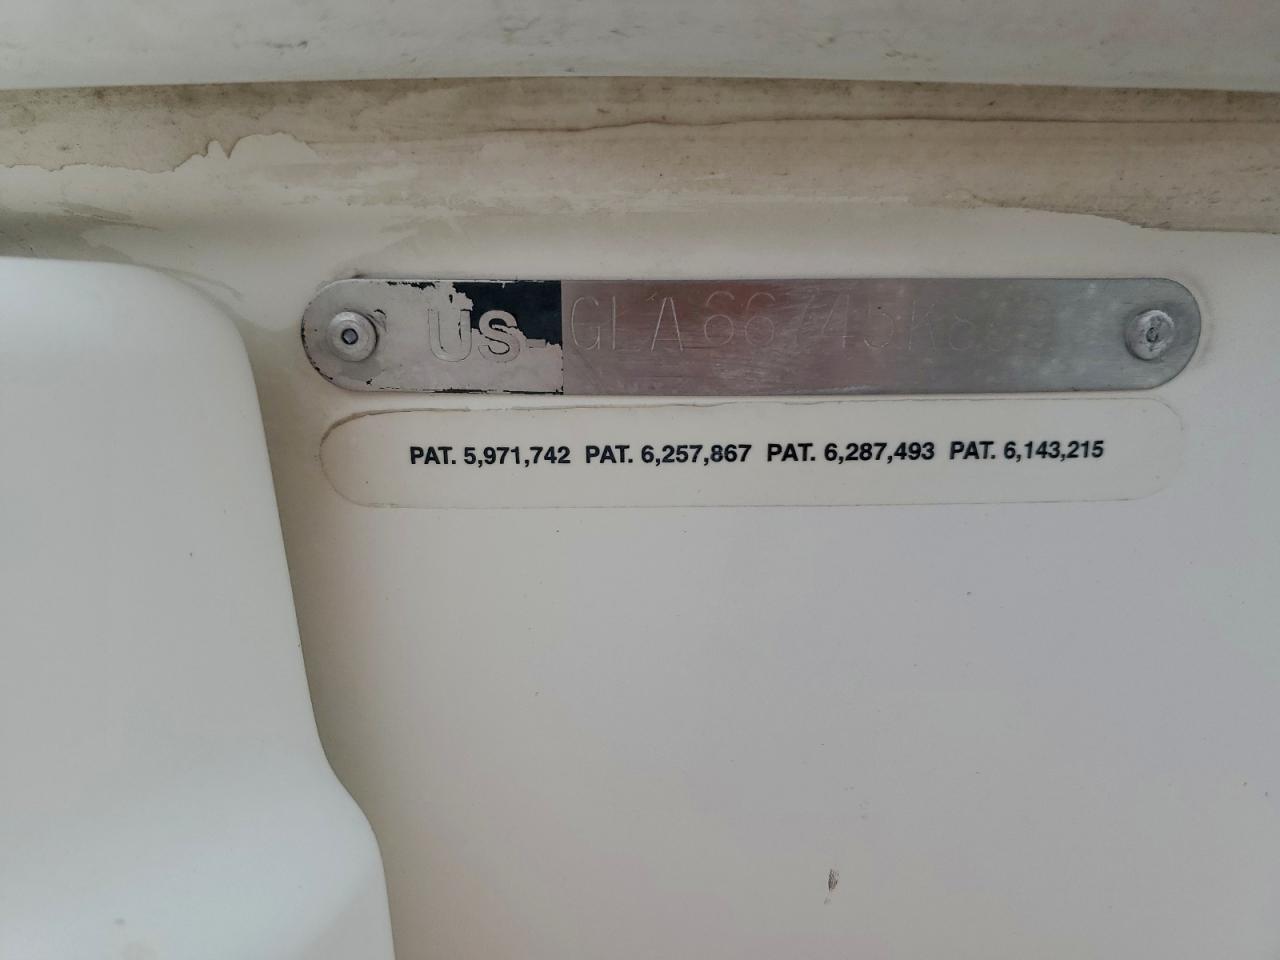 US-
PAT. 5,971,742 PAT. 6,257,867 PAT. 6,287,493 PAT. 6,143,215